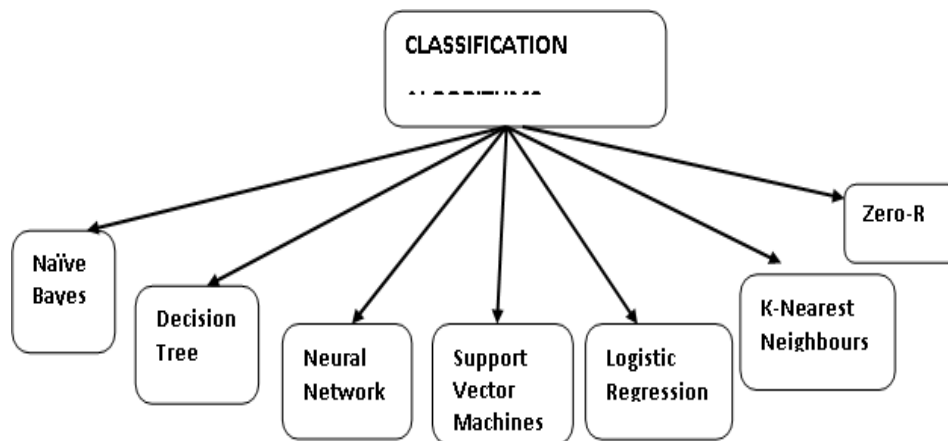 CLASSIFICATION
Naïve
Bayes
Decision
Tree
Neural
Network
Support
Vector
Machines
Logistic
Regression
K-Nearest
Neighbours
Zero-R